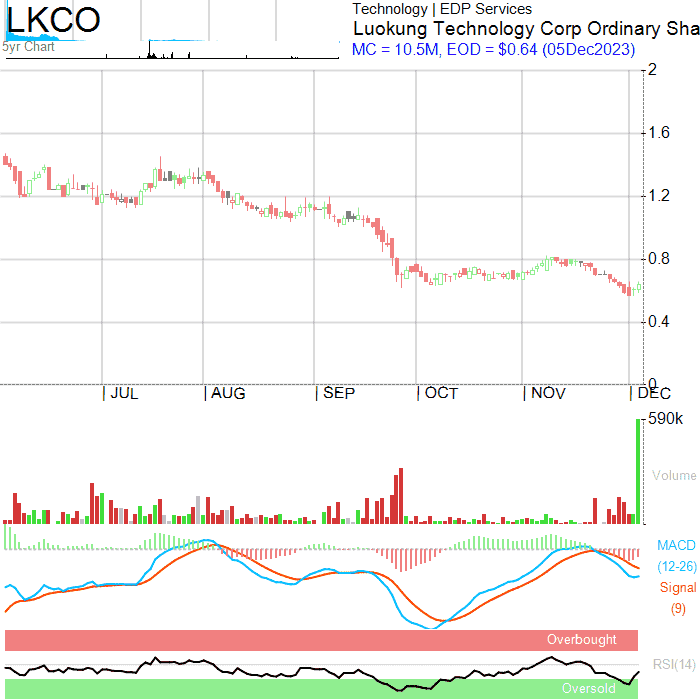 LKCO
5yr Chart
Technology | EDP Services
Luokung Technology Corp Ordinary Sha
MC = 10.5M, EOD = $0.64 (05Dec2023)
2
1.6
1.2
0.8
0.4
0
JUL
AUG
SEP
OCT
NOV
DEC
590k
Volume
MACD
(12-26)
Signal
(9)
Overbought
RSI(14)
Oversold